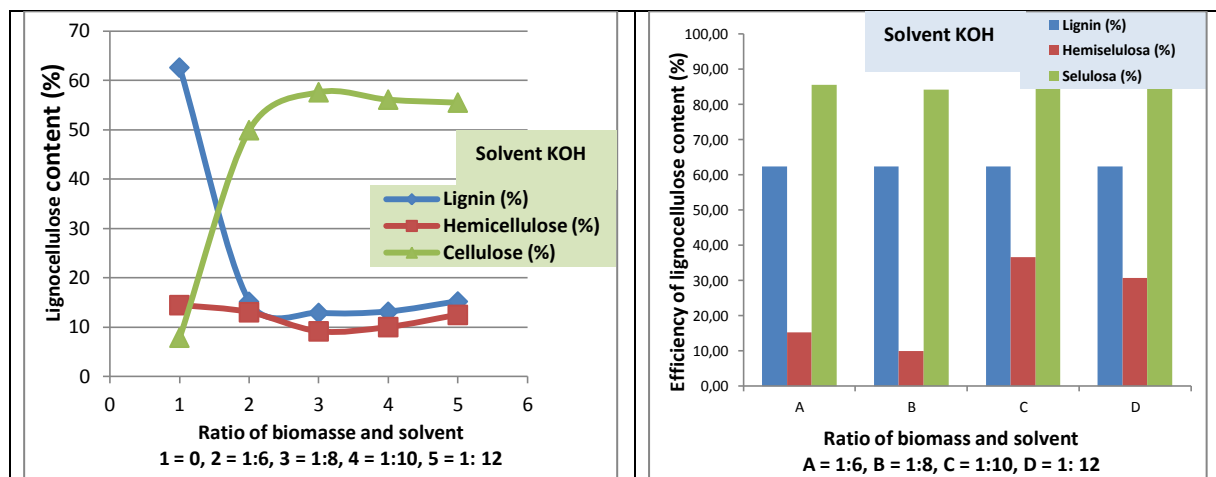 70
60
50
40
30
20
10
0
Lignocellulose content (%)
Solvent KOH
Lignin (%)
Hemicellulose (%)
Cellulose (%)
0 1 2 3 4 5 6
Ratio of biomasse and solvent
1 = 0, 2 = 1:6, 3 = 1:8, 4 = 1:10, 5 = 1: 12
Solvent KOH
Lignin (%)
Hemiselulosa (%)
Selulosa (%)
100,00
90,00
80,00
70,00
60,00
50,00
40,00
30,00
20,00
10,00
0,00
Efficiency of lignocellulose content (%)
A B C D
Ratio of biomass and solvent
A = 1:6, B = 1:8, C = 1:10, D = 1: 12